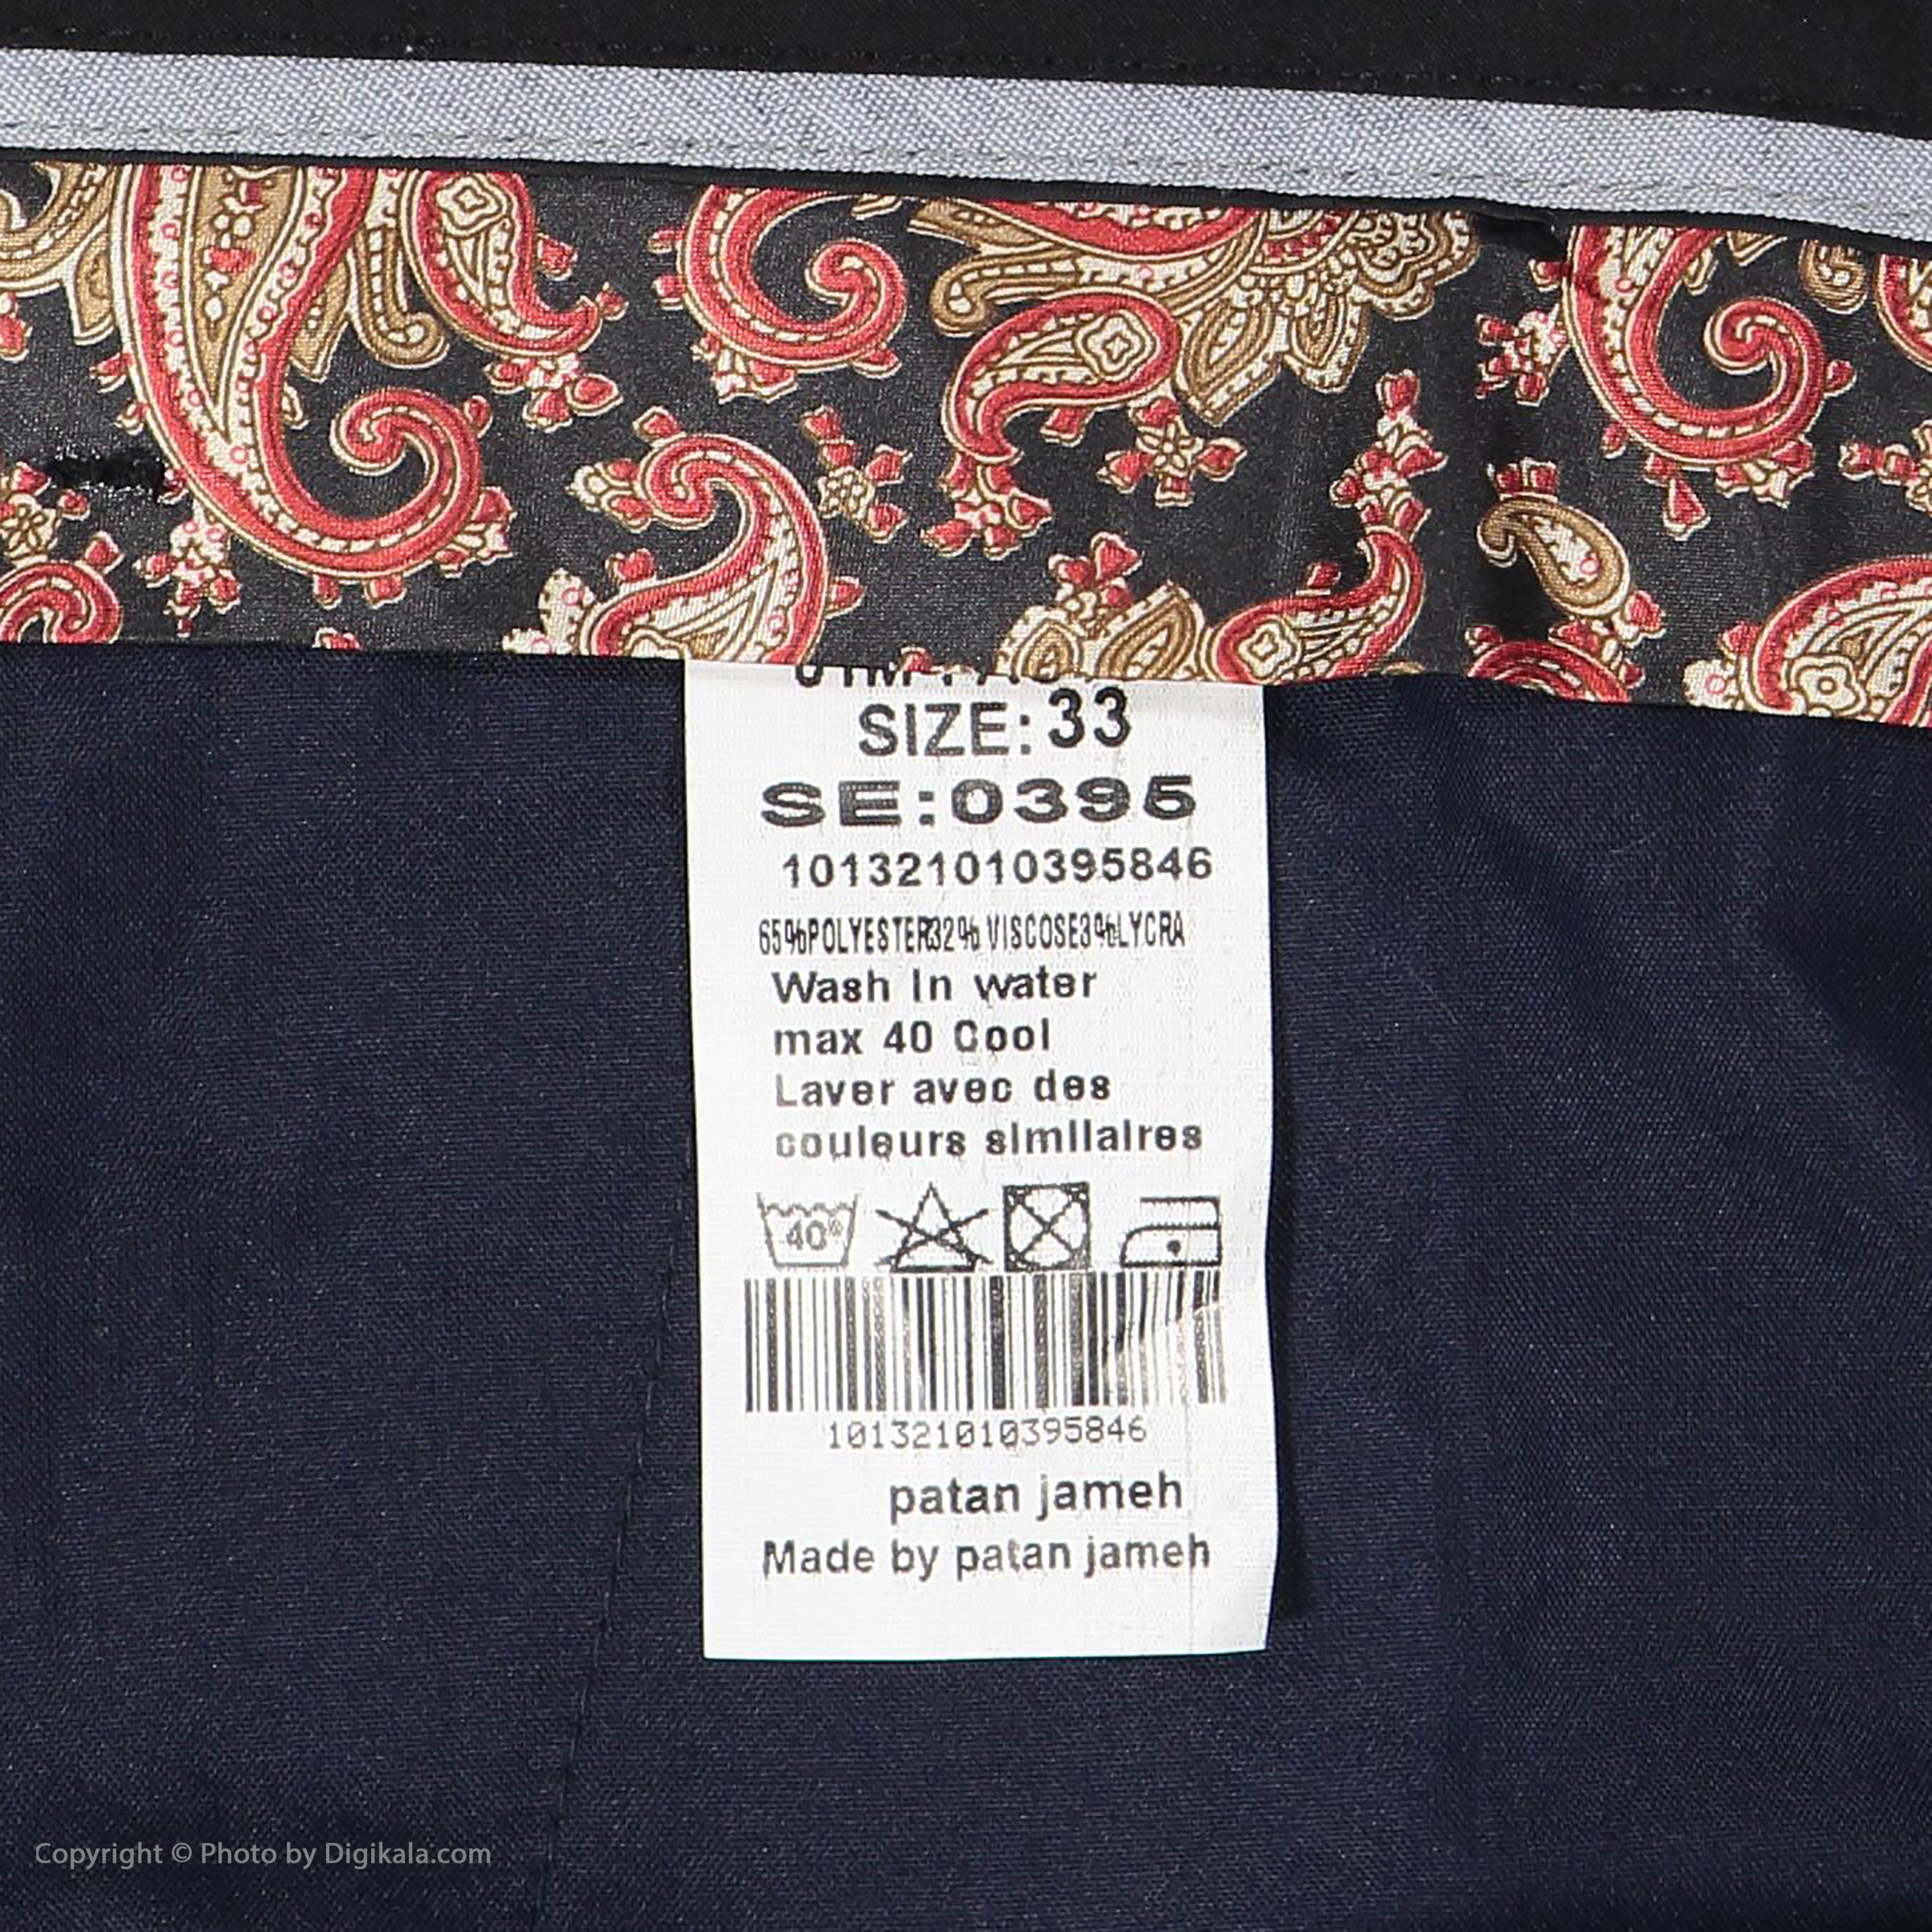 SIZE: 33
SE:0395
101321010395846
65%POLYESTER32% VISCOSE3%LYCRA
Wash In water
max 40 Cool
Laver avec des
couleurs similaires
40°
101321010395846
patan jameh
Made by patan jameh
Copyright © Photo by Digikala.com